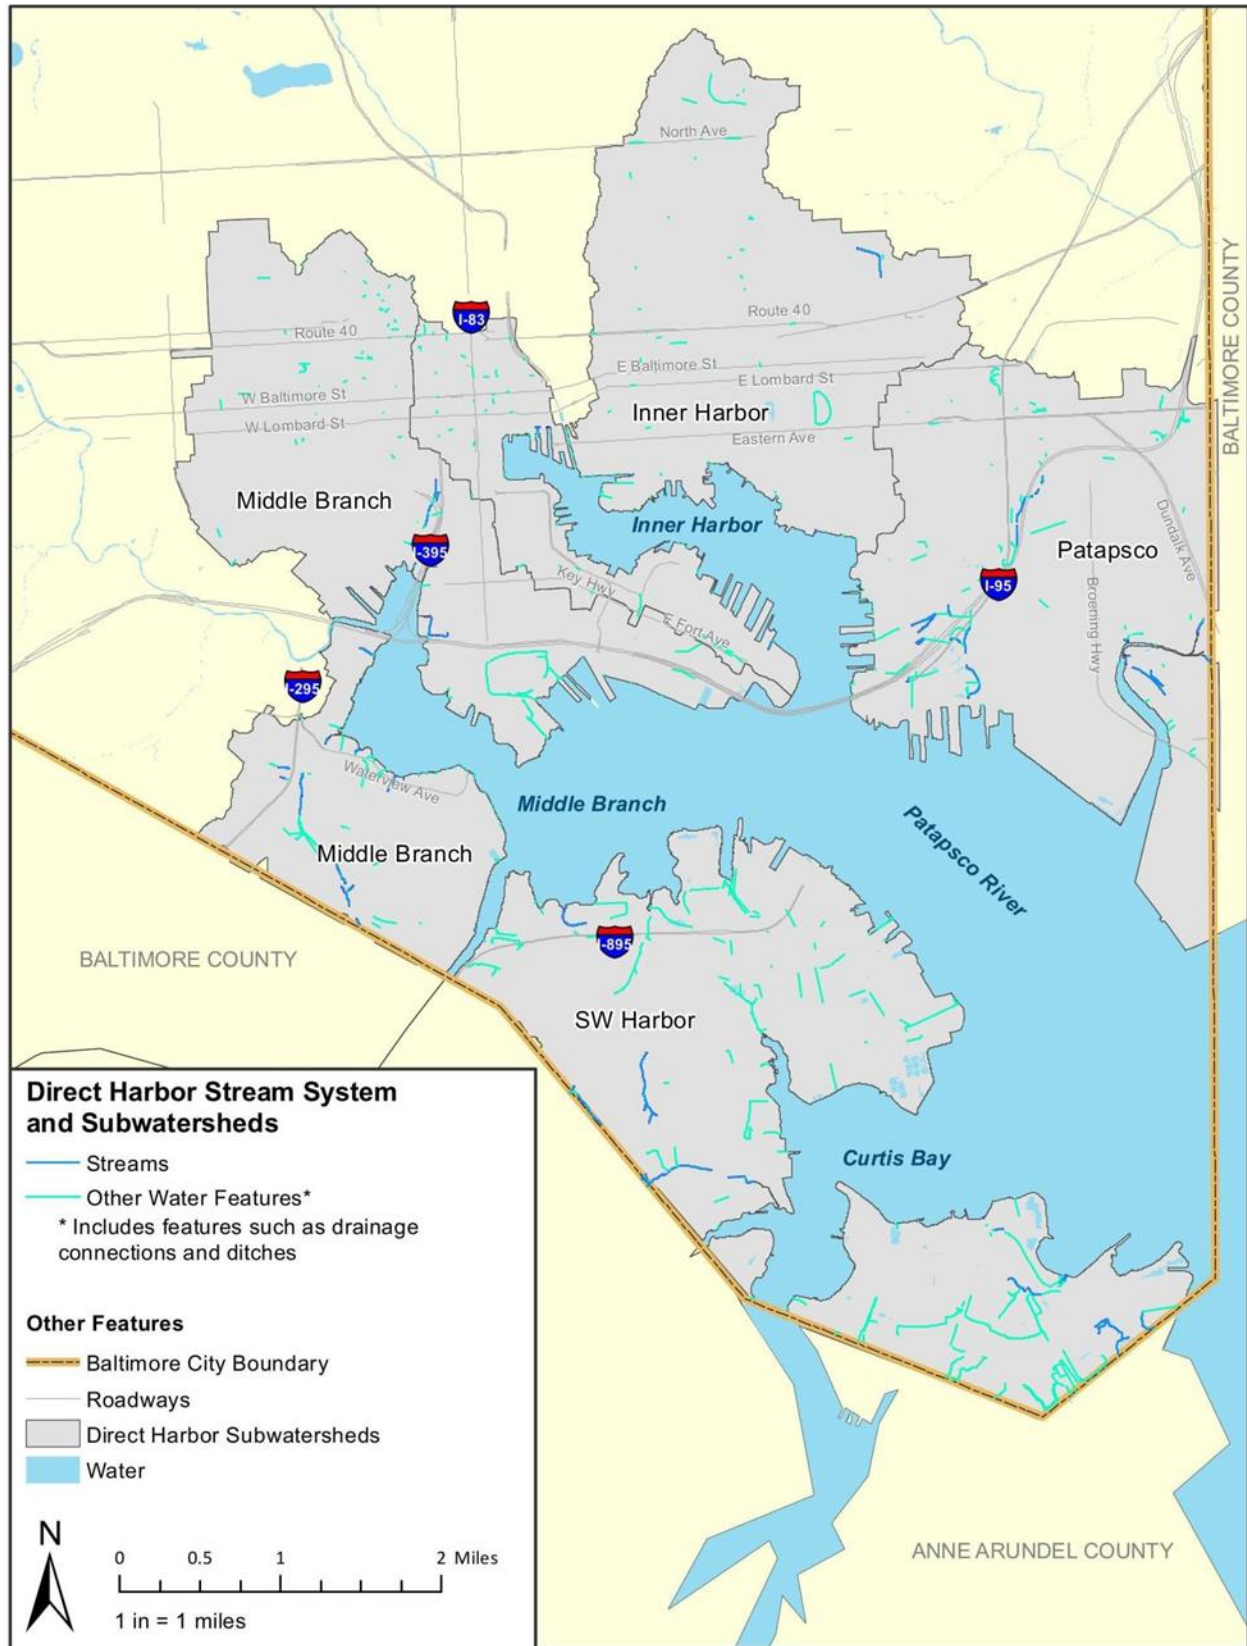 North Ave
BALTIMORE COUNTY
I-83
Route 40
Route 40
E Baltimore St
E Lombard St
W Baltimore St
Inner Harbor
W Lombard St
Eastern Ave
Middle Branch
Inner Harbor
Dundalk Ave
I-395
Patapsco
Key Hwy
I-95
Broening Hwy
E Fort Ave
I-295
Waterview Ave
Middle Branch
Patapsco River
Middle Branch
I-895
BALTIMORE COUNTY
SW Harbor
Curtis Bay
Direct Harbor Stream System
and Subwatersheds
Streams
Other Water Features*
* Includes features such as drainage
connections and ditches
Other Features
Baltimore City Boundary
Roadways
Direct Harbor Subwatersheds
Water
N
0 0.5 1 2 Miles
1 in = 1 miles
ANNE ARUNDEL COUNTY